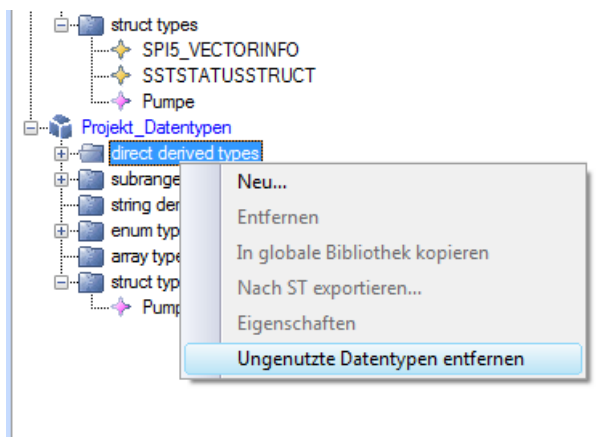 struct types
SPI5_VECTORINFO
SSTSTATUSSTRUCT
Pumpe
Projekt_Datentypen
direct derived types
subrange
string der
enum typ
array type
struct typ
Pump
Neu...
Entfernen
In globale Bibliothek kopieren
Nach ST exportieren...
Eigenschaften
Ungenutzte Datentypen entfernen